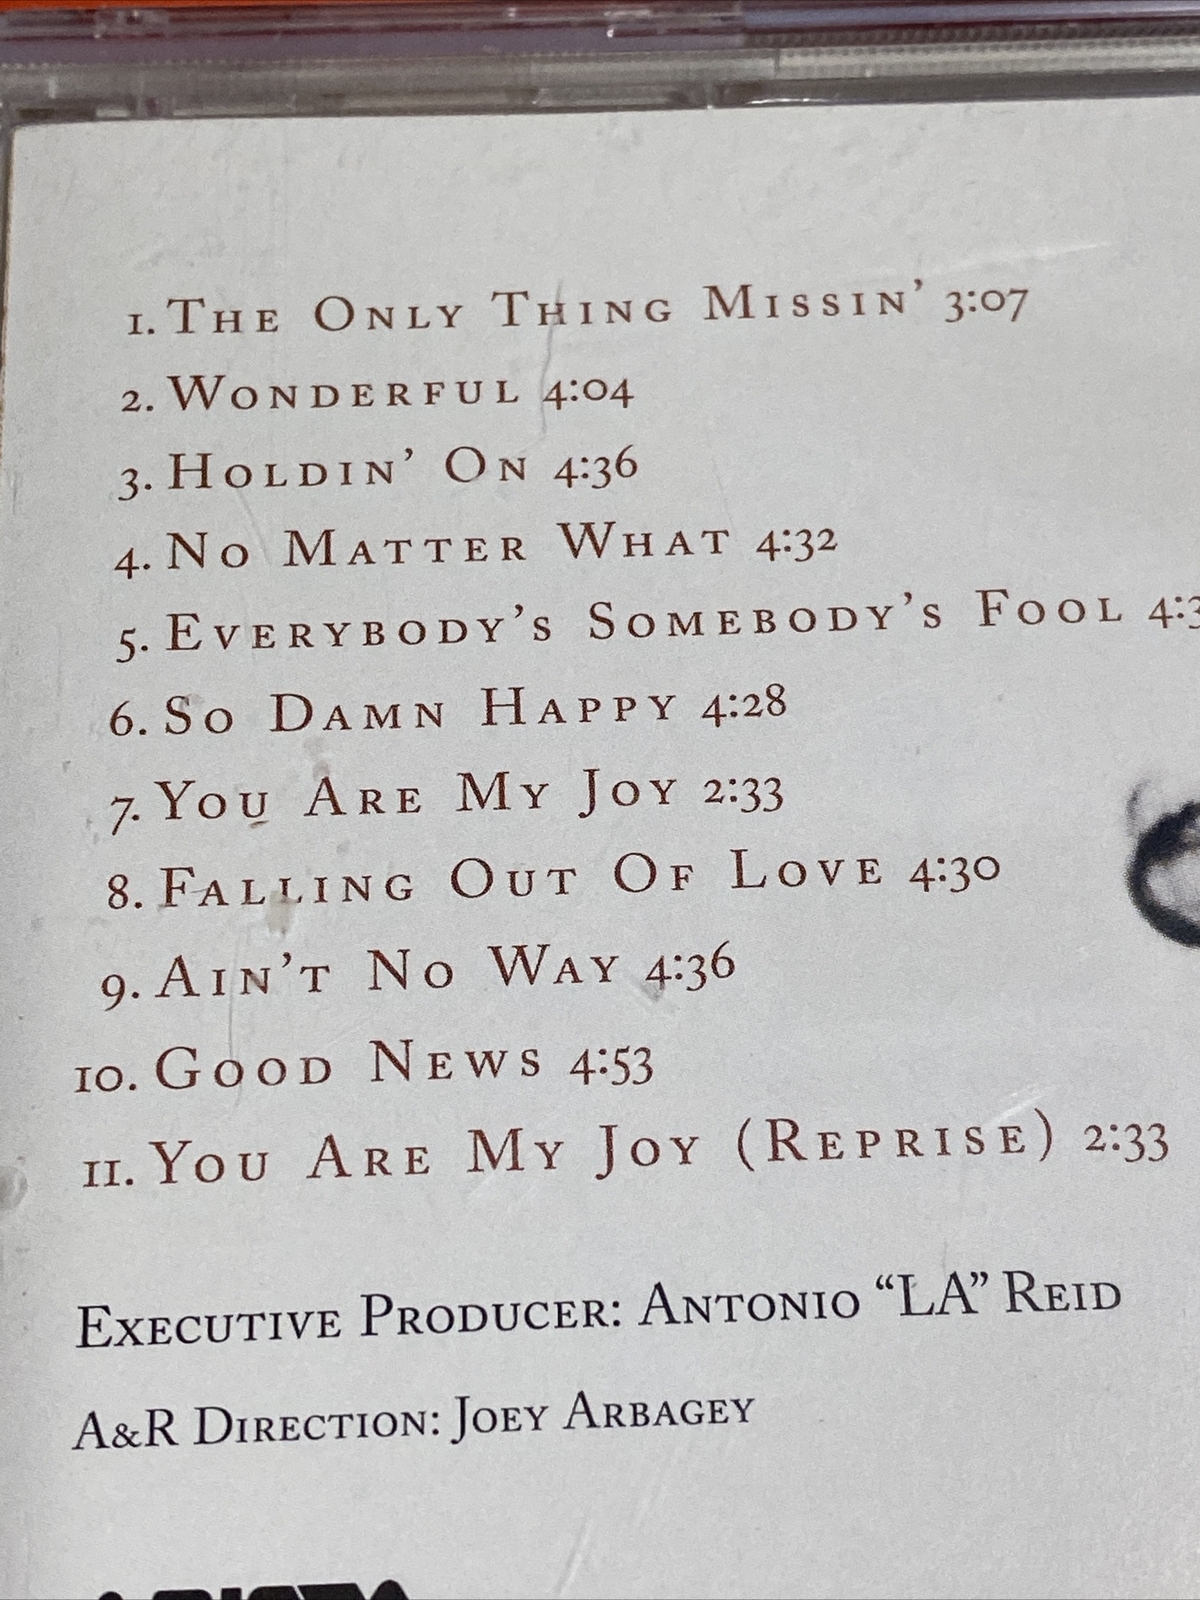 1. The Only Thing Missin' 3:07
2. Wonderful 4:04
3. Holdin' On 4:36
4. No Matter What 4:32
5. Everybody's Somebody's Fool 4:3
6. So Damn Happy 4:28
7. You Are My Joy 2:33
8. Falling Out Of Love 4:30
9. Ain't No Way 4:36
10. Good News 4:53
11. You Are My Joy (Reprise) 2:33
Executive Producer: Antonio “LA” Reid
A&R Direction: Joey Arbagey